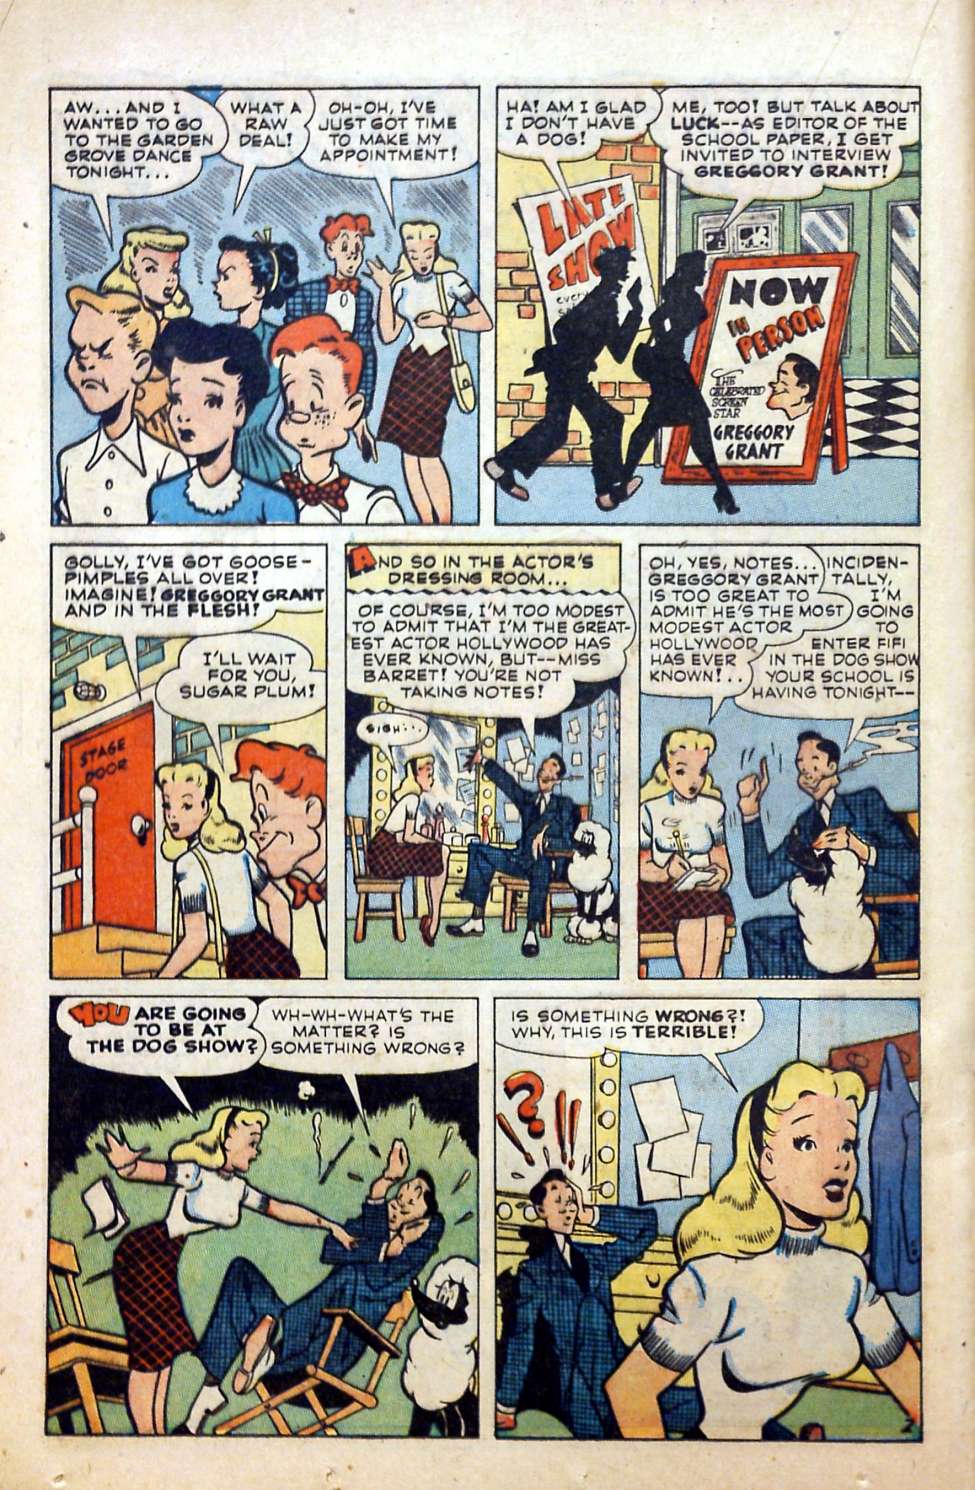 AW...AND I
WANTED TO GO
TO THE GARDEN
GROVE DANCE
TONIGHT...
WHAT A
RAW
DEAL!
OH-OH, I'VE
JUST GOT TIME
TO MAKE MY
APPOINTMENT!
HA! AM I GLAD
I DON'T HAVE
A DOG!
ME, TOO! BUT TALK ABOUT
LUCK--AS EDITOR OF THE
SCHOOL PAPER, I GET
INVITED TO INTERVIEW
GREGGORY GRANT!
LATE
SHOW
NOW
IN
PERSON
THE
CELEBRATED
SCREEN
STAR
GREGGORY
GRANT
GOLLY, I'VE GOT GOOSE-
PIMPLES ALL OVER!
IMAGINE! GREGGORY GRANT
AND IN THE FLESH!
I'LL WAIT
FOR YOU,
SUGAR PLUM!
STAGE
DOOR
AND SO IN THE ACTOR'S
DRESSING ROOM...
OF COURSE, I'M TOO MODEST
TO ADMIT THAT I'M THE GREAT-
EST ACTOR HOLLYWOOD HAS
EVER KNOWN, BUT--MISS
BARRET! YOU'RE NOT
TAKING NOTES!
SIGH...
OH, YES, NOTES...
GREGGORY GRANT
IS TOO GREAT TO
ADMIT HE'S THE MOST
MODEST ACTOR
HOLLYWOOD
HAS EVER
KNOWN!..
INCIDEN-
TALLY,
I'M
GOING
TO
ENTER FIFI
IN THE DOG SHOW
YOUR SCHOOL IS
HAVING TONIGHT--
YOU ARE GOING
TO BE AT
THE DOG SHOW?
WH-WH-WHAT'S THE
MATTER? IS
SOMETHING WRONG?
IS SOMETHING WRONG?!
WHY, THIS IS TERRIBLE!
?!!
2